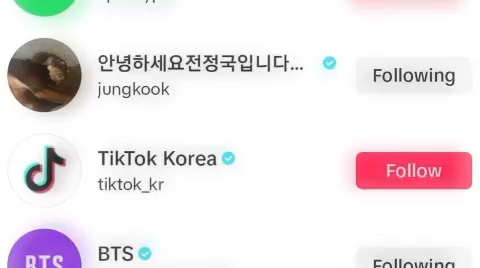 안녕하세요전정국입니다...
Following
jungkook
TikTok Korea
Follow
tiktok_kr
BTS
BTS
Following